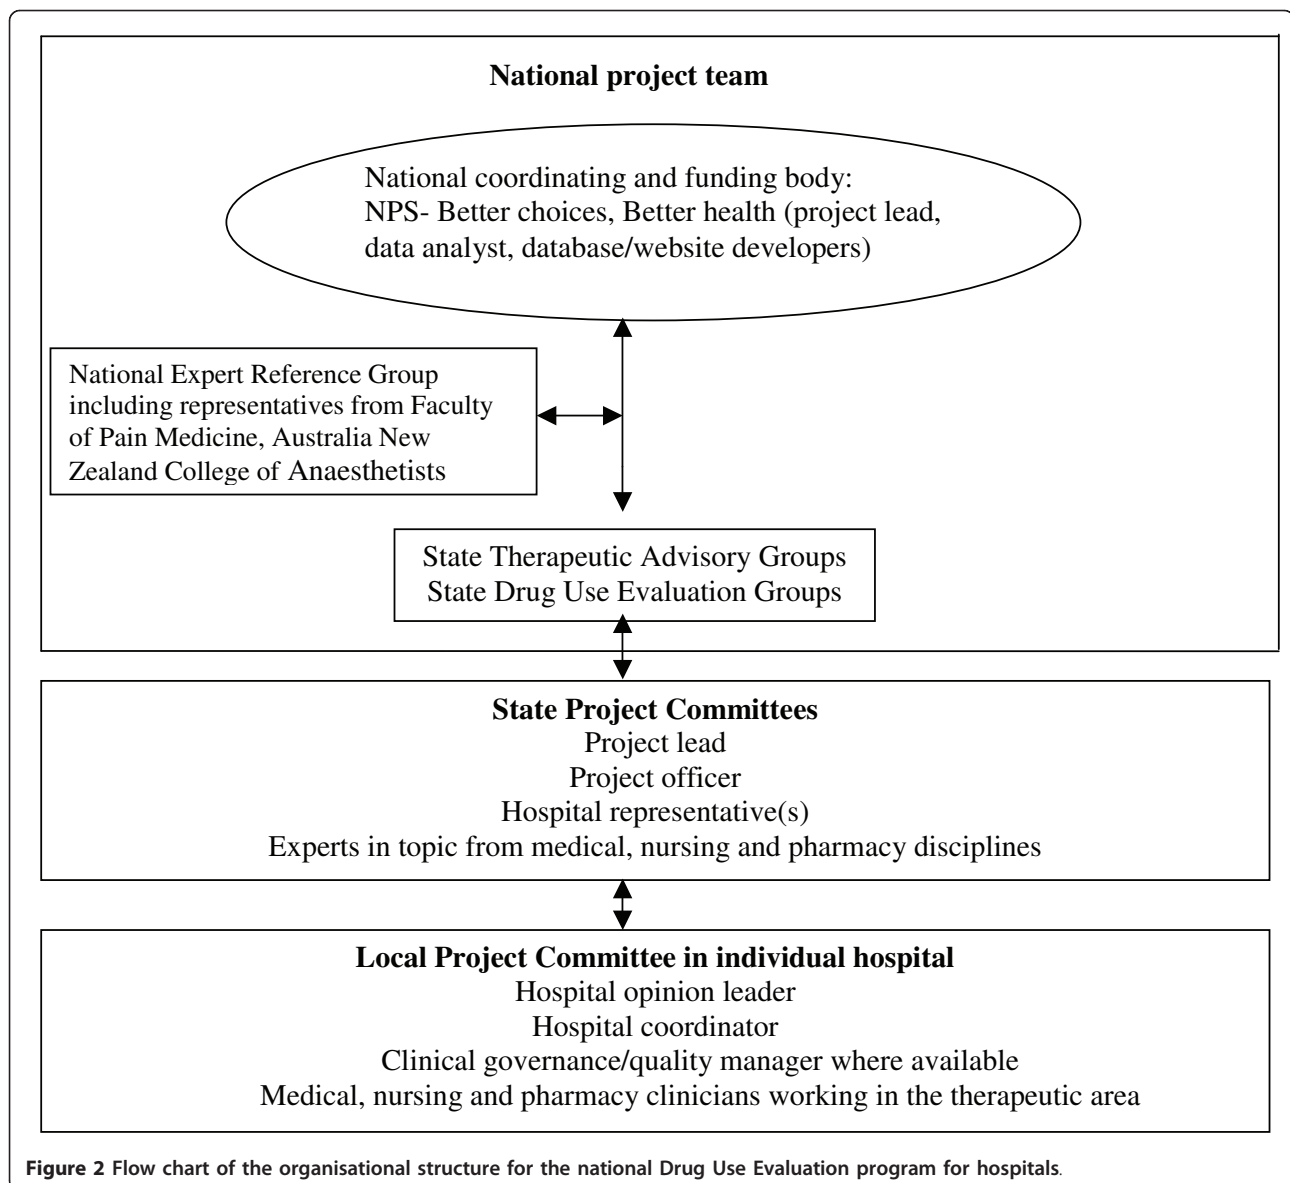 National project team
National coordinating and funding body:
NPS- Better choices, Better health (project lead,
data analyst, database/website developers)
National Expert Reference Group
including representatives from Faculty
of Pain Medicine, Australia New
Zealand College of Anaesthetists
State Therapeutic Advisory Groups
State Drug Use Evaluation Groups
State Project Committees
Project lead
Project officer
Hospital representative(s)
Experts in topic from medical, nursing and pharmacy disciplines
Local Project Committee in individual hospital
Hospital opinion leader
Hospital coordinator
Clinical governance/quality manager where available
Medical, nursing and pharmacy clinicians working in the therapeutic area
Figure 2 Flow chart of the organisational structure for the national Drug Use Evaluation program for hospitals.